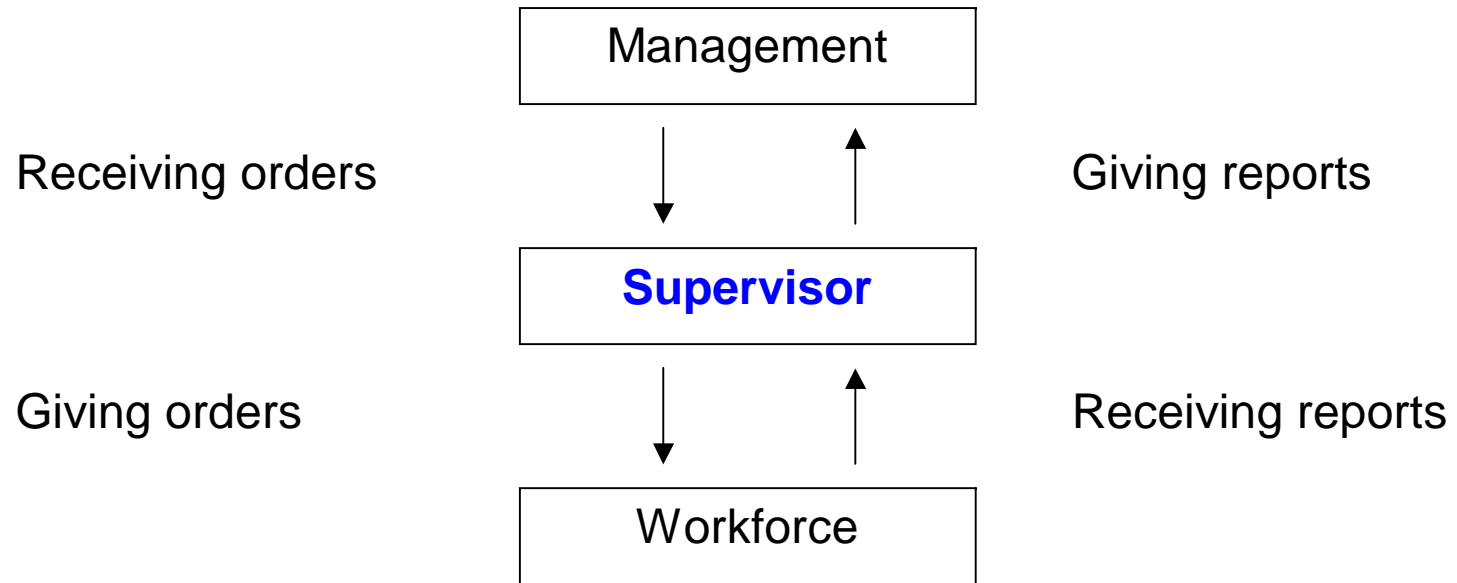 Management
Receiving orders
Giving reports
Supervisor
Giving orders
Receiving reports
Workforce